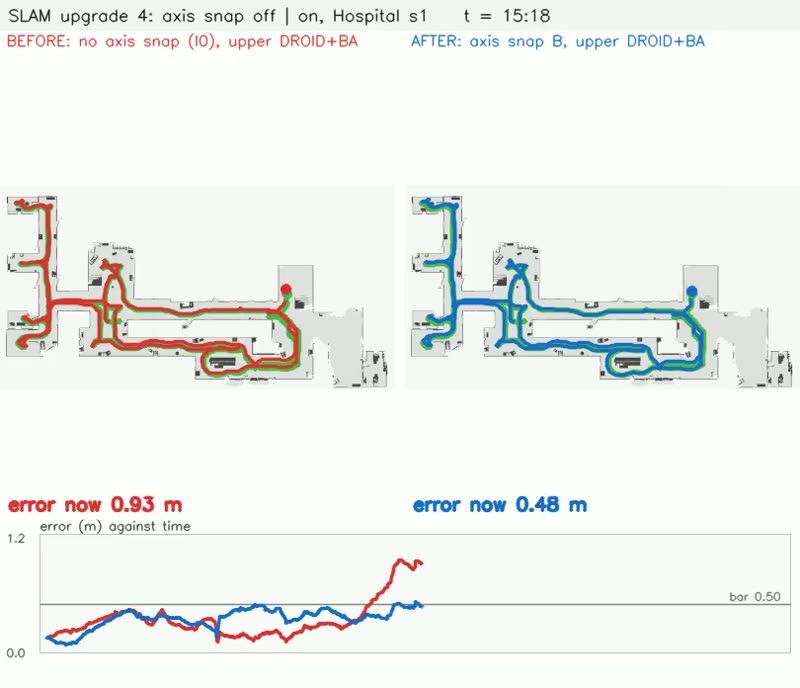 SLAM upgrade 4: axis snap off | on, Hospital s1 t = 15:18
BEFORE: no axis snap (I0), upper DROID+BA
AFTER: axis snap B, upper DROID+BA
error now 0.93 m
error now 0.48 m
error (m) against time
1.2
bar 0.50
0.0